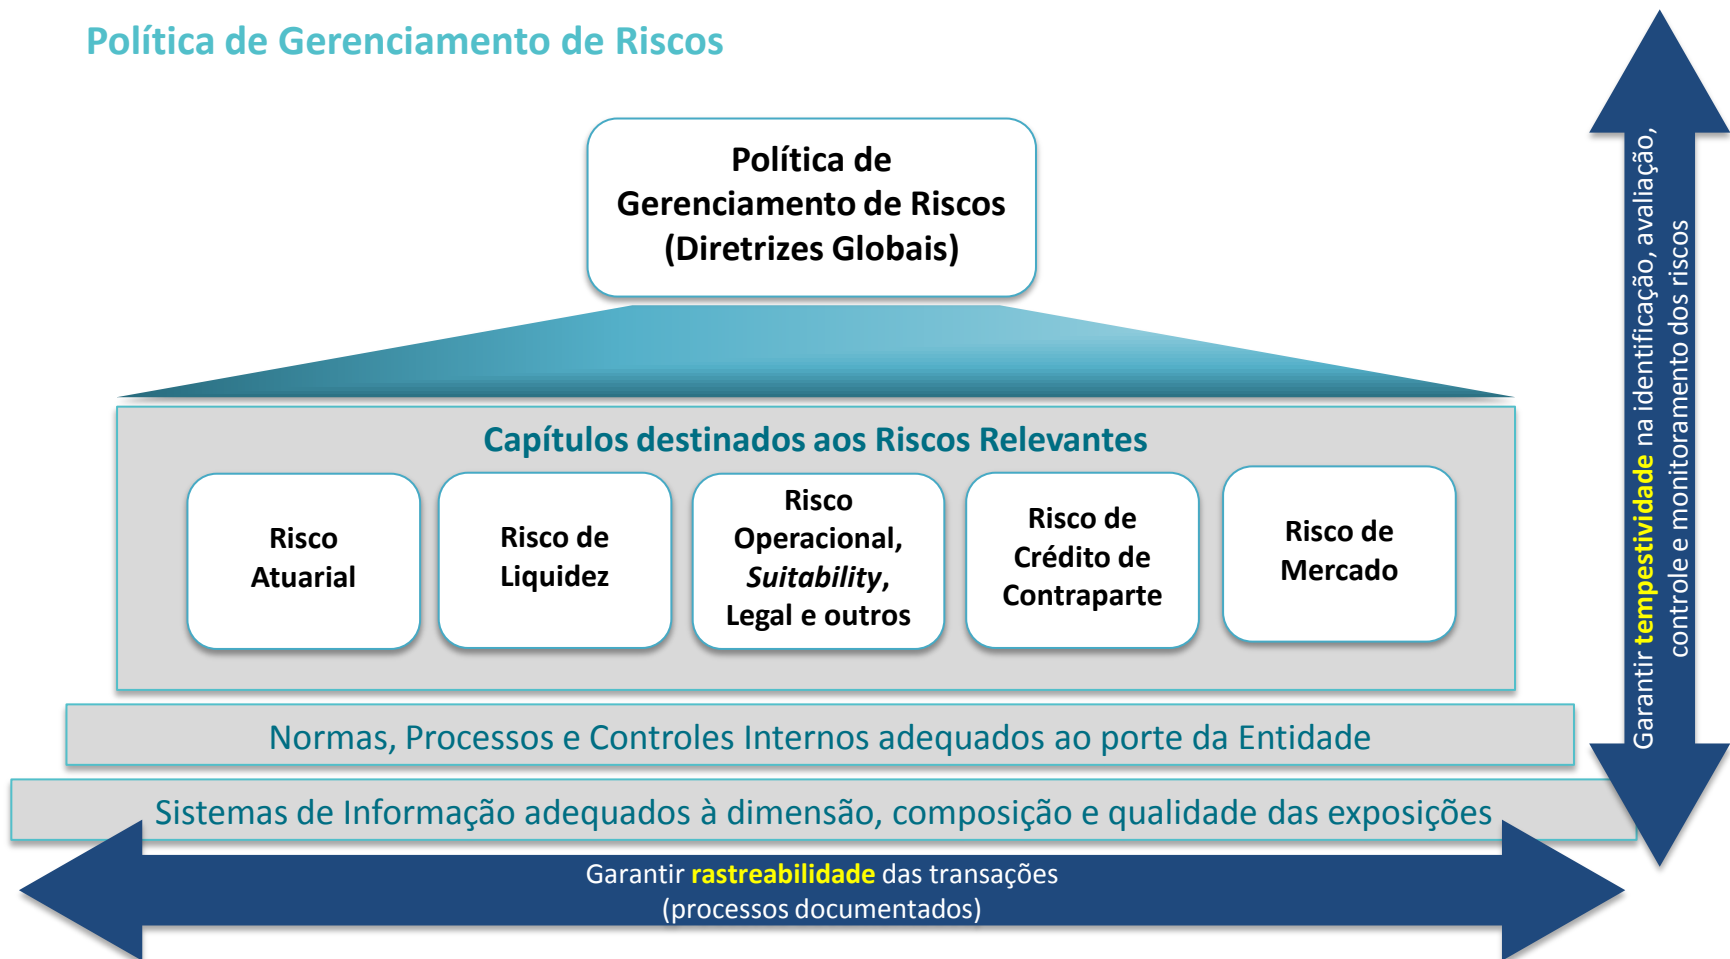 Política de Gerenciamento de Riscos
Política de
Gerenciamento de Riscos
(Diretrizes Globais)
Capítulos destinados aos Riscos Relevantes
Risco
Atuarial
Risco de
Liquidez
Risco
Operacional,
Suitability,
Legal e outros
Risco de
Crédito de
Contraparte
Risco de
Mercado
Normas, Processos e Controles Internos adequados ao porte da Entidade
Sistemas de Informação adequados à dimensão, composição e qualidade das exposições
Garantir rastreabilidade das transações
(processos documentados)
Garantir tempestividade na identificação, avaliação,
controle e monitoramento dos riscos